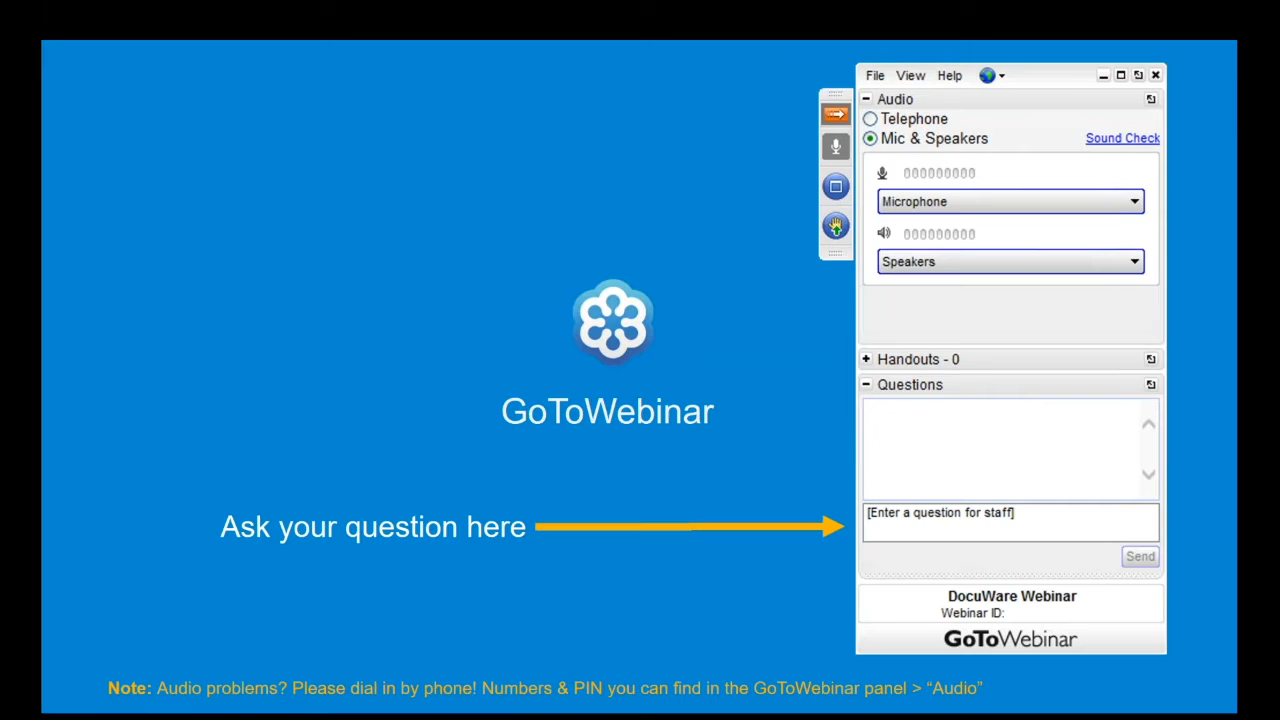 File View Help
Audio
Telephone
Mic & Speakers Sound Check
Microphone
Speakers
Handouts - 0
Questions
GoToWebinar
Ask your question here
[Enter a question for staff]
Send
DocuWare Webinar
Webinar ID:
GoToWebinar
Note: Audio problems? Please dial in by phone! Numbers & PIN you can find in the GoToWebinar panel > “Audio”